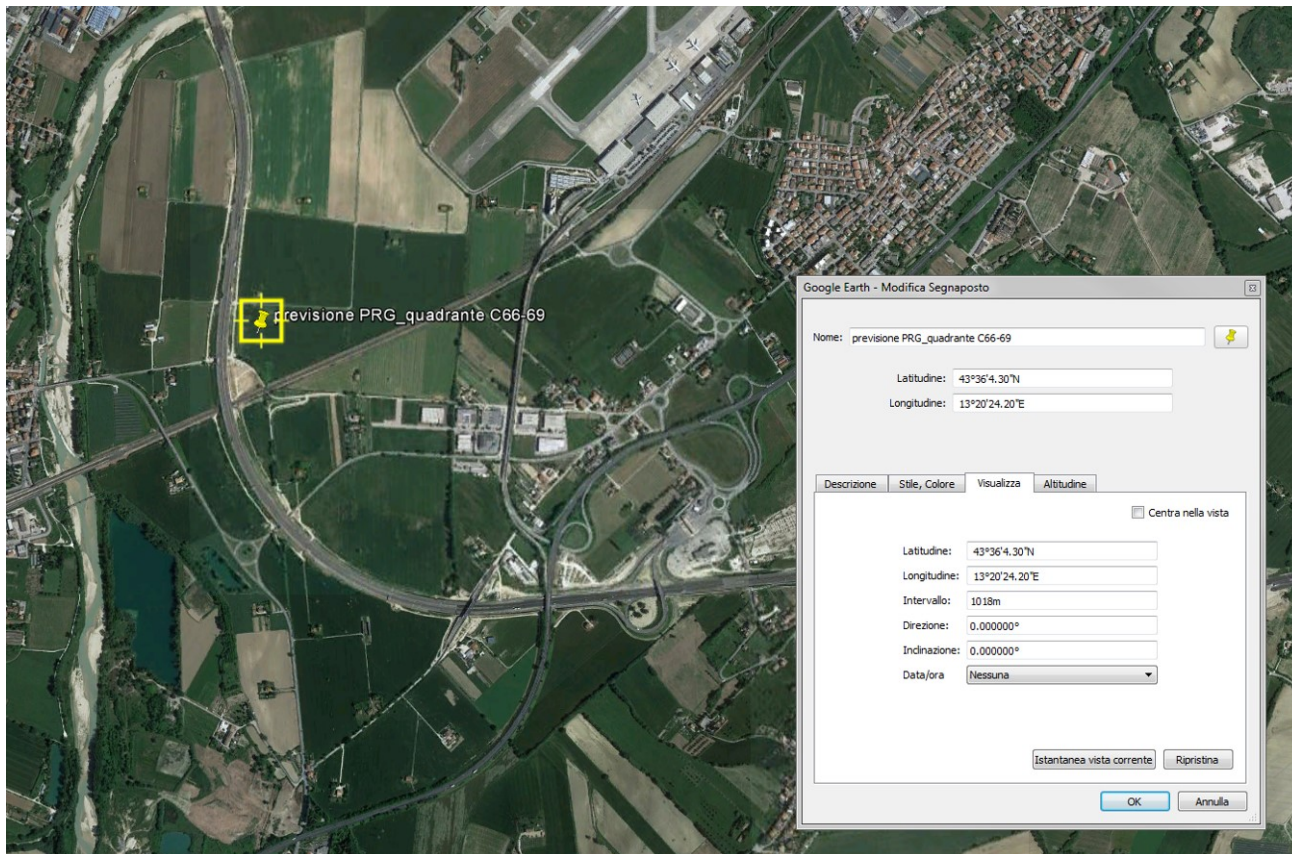 previsione PRG_quadrante C66-69
Google Earth - Modifica Segnaposto
Nome: previsione PRG_quadrante C66-69
Latitudine: 43°36'4.30"N
Longitudine: 13°20'24.20"E
Descrizione Stile, Colore Visualizza Altitudine
Centra nella vista
Latitudine: 43°36'4.30"N
Longitudine: 13°20'24.20"E
Intervallo: 1018m
Direzione: 0.000000°
Inclinazione: 0.000000°
Data/ora Nessuna
Istantanea vista corrente Ripristina
OK Annulla